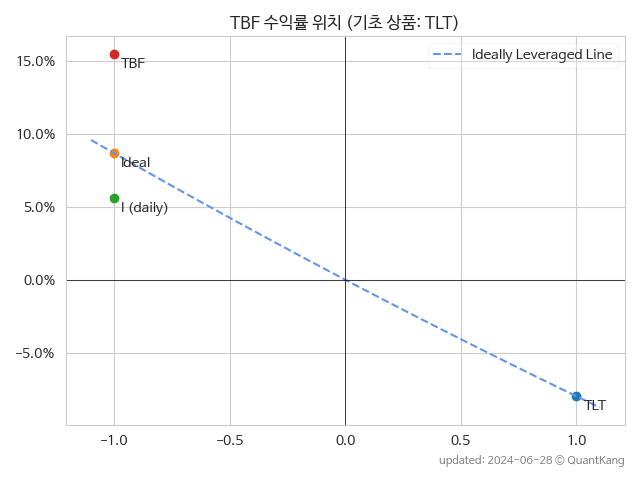 TBF 수익률 위치 (기초 상품: TLT)
Ideally Leveraged Line
15.0%
10.0%
5.0%
0.0%
−5.0%
TBF
Ideal
I (daily)
TLT
−1.0
−0.5
0.0
0.5
1.0
updated: 2024-06-28 © QuantKang